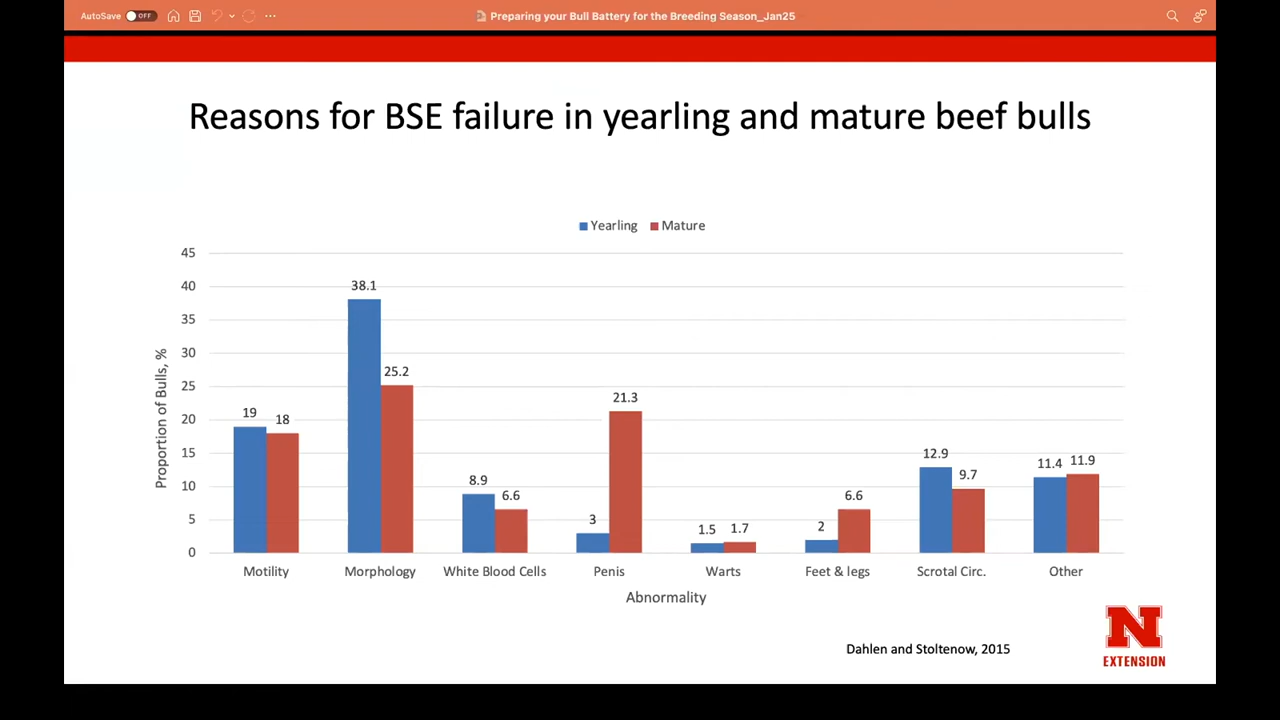 AutoSave OFF
Preparing your Bull Battery for the Breeding Season_Jan25
Reasons for BSE failure in yearling and mature beef bulls
Yearling Mature
45
40
35
30
25
20
15
10
5
0
Proportion of Bulls, %
19 18
38.1 25.2
8.9 6.6
3 21.3
1.5 1.7
2 6.6
12.9 9.7
11.4 11.9
Motility Morphology White Blood Cells Penis Warts Feet & legs Scrotal Circ. Other
Abnormality
Dahlen and Stoltenow, 2015
N
EXTENSION